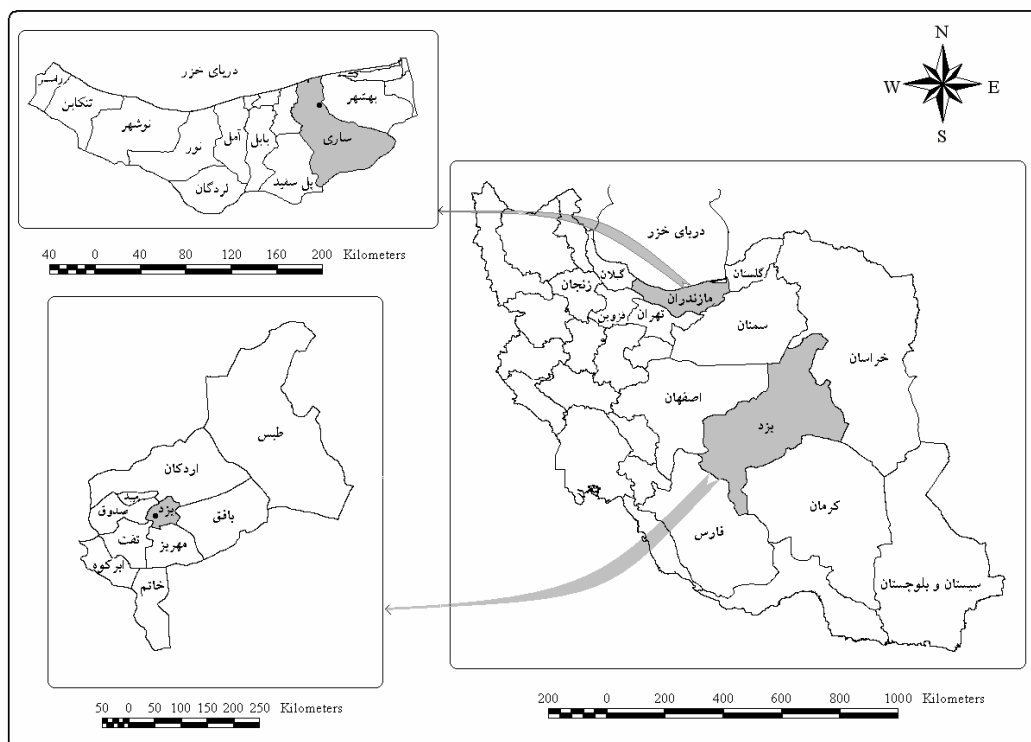 N
W
E
S
دریای خزر
رامسر
تنکابن
نوشهر
نور
آمل
بابل
ساری
بهشهر
لردگان
پل سفید
40 0 40 80 120 160 200 Kilometers
دریای خزر
گیلان
زنجان
مازندران
گلستان
قزوین
تهران
سمنان
خراسان
اصفهان
یزد
فارس
کرمان
سیستان و بلوچستان
200 0 200 400 600 800 1000 Kilometers
طبس
اردکان
میبد
صدوق
یزد
بافق
تفت
مهریز
ابرکوه
خاتم
50 0 50 100 150 200 250 Kilometers